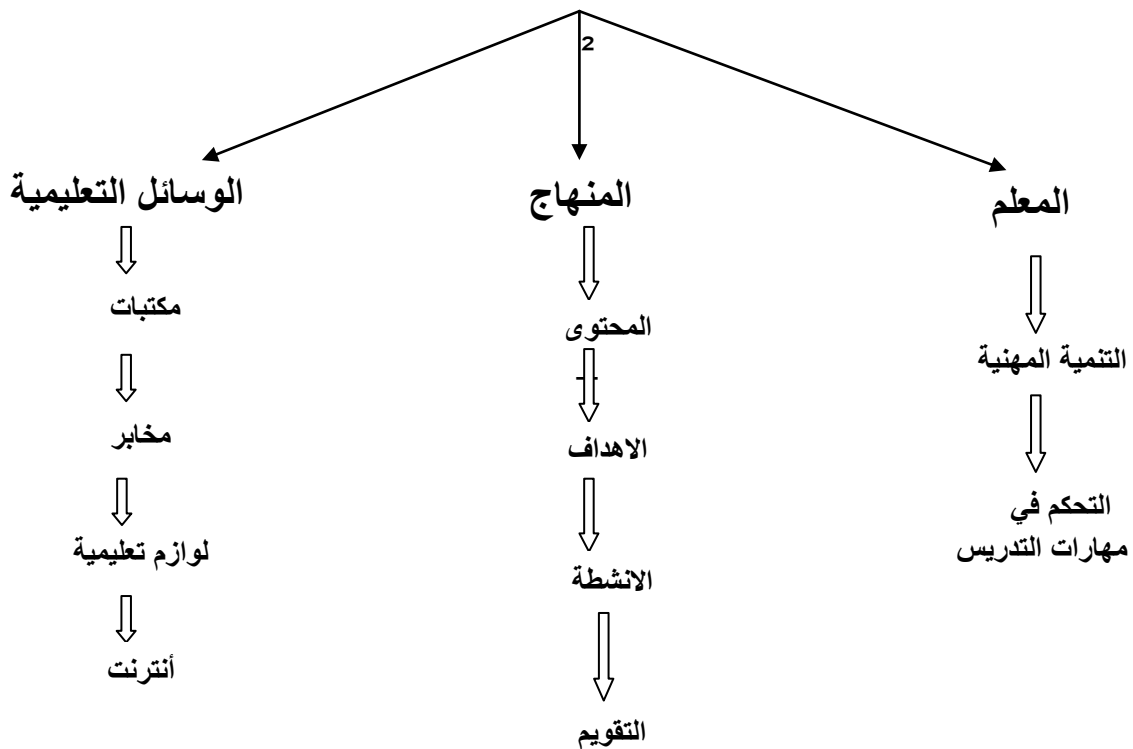 2
المعلم
المنهاج
الوسائل التعليمية
التنمية المهنية
التحكم في
مهارات التدريس
المحتوى
الاهداف
الانشطة
التقويم
مكتبات
مخابر
لوازم تعليمية
أنترنت